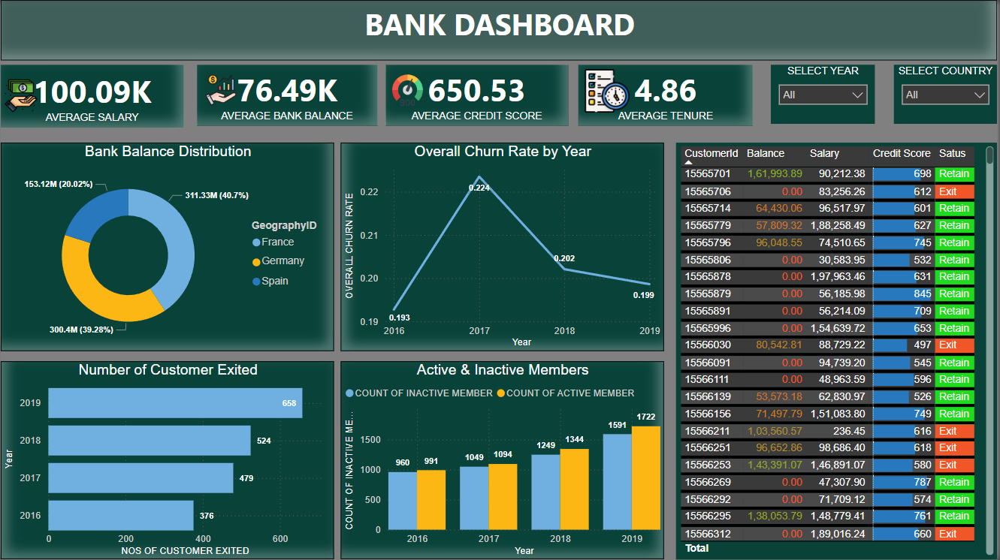 BANK DASHBOARD
100.09K
AVERAGE SALARY
76.49K
AVERAGE BANK BALANCE
650.53
AVERAGE CREDIT SCORE
4.86
AVERAGE TENURE
SELECT YEAR
All
SELECT COUNTRY
All
Bank Balance Distribution
153.12M (20.02%)
311.33M (40.7%)
300.4M (39.28%)
GeographyID
France
Germany
Spain
Overall Churn Rate by Year
OVERALL CHURN RATE
0.22
0.21
0.20
0.19
0.193
0.224
0.202
0.199
2016 2017 2018 2019
Year
Number of Customer Exited
Year
2019 658
2018 524
2017 479
2016 376
0 200 400 600
NOS OF CUSTOMER EXITED
Active & Inactive Members
COUNT OF INACTIVE MEMBER COUNT OF ACTIVE MEMBER
COUNT OF INACTIVE ME...
1500
1000
500
0
960 991 1049 1094 1249 1344 1591 1722
2016 2017 2018 2019
Year
CustomerId Balance Salary Credit Score Satus
15565701 1,61,993.89 90,212.38 698 Retain
15565706 0.00 83,256.26 612 Exit
15565714 64,430.06 96,517.97 601 Retain
15565779 57,809.32 1,88,258.49 627 Retain
15565796 96,048.55 74,510.65 745 Retain
15565806 0.00 30,583.95 532 Retain
15565878 0.00 1,97,963.46 631 Retain
15565879 0.00 56,185.98 845 Retain
15565891 0.00 56,214.09 709 Retain
15565996 0.00 1,54,639.72 653 Retain
15566030 80,542.81 88,729.22 497 Exit
15566091 0.00 94,739.20 545 Retain
15566111 0.00 48,963.59 596 Retain
15566139 53,573.18 62,830.97 526 Retain
15566156 71,497.79 1,51,083.80 749 Retain
15566211 1,03,560.57 236.45 616 Exit
15566251 96,652.86 98,686.40 618 Exit
15566253 1,43,391.07 1,46,891.07 580 Exit
15566269 0.00 47,307.90 787 Retain
15566292 0.00 71,709.12 574 Retain
15566295 1,38,053.79 1,48,779.41 761 Retain
15566312 0.00 1,89,016.24 660 Exit
Total